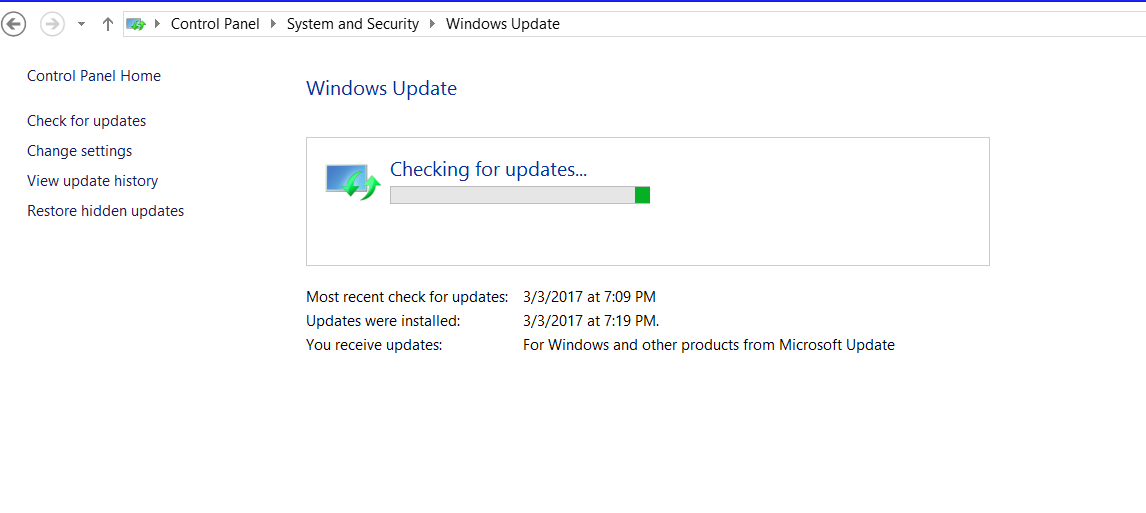 Control Panel System and Security Windows Update
Control Panel Home
Check for updates
Change settings
View update history
Restore hidden updates
Windows Update
Checking for updates...
Most recent check for updates: 3/3/2017 at 7:09 PM
Updates were installed: 3/3/2017 at 7:19 PM.
You receive updates: For Windows and other products from Microsoft Update